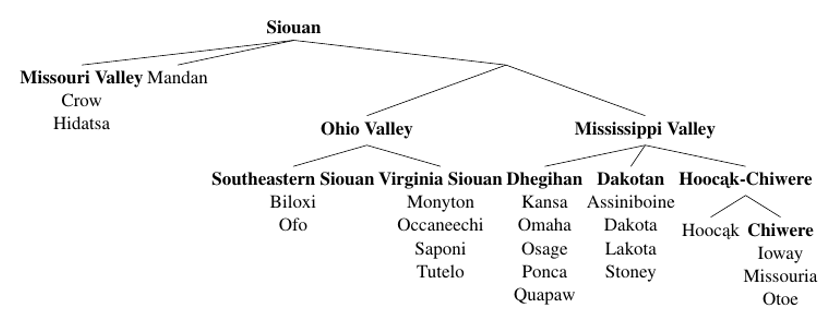 Siouan
Missouri Valley Mandan
Crow
Hidatsa
Ohio Valley
Mississippi Valley
Southeastern Siouan
Biloxi
Ofo
Virginia Siouan
Monyton
Occaneechi
Saponi
Tutelo
Dhegihan
Kansa
Omaha
Osage
Ponca
Quapaw
Dakotan
Assiniboine
Dakota
Lakota
Stoney
Hoocąk-Chiwere
Hoocąk
Chiwere
Ioway
Missouria
Otoe